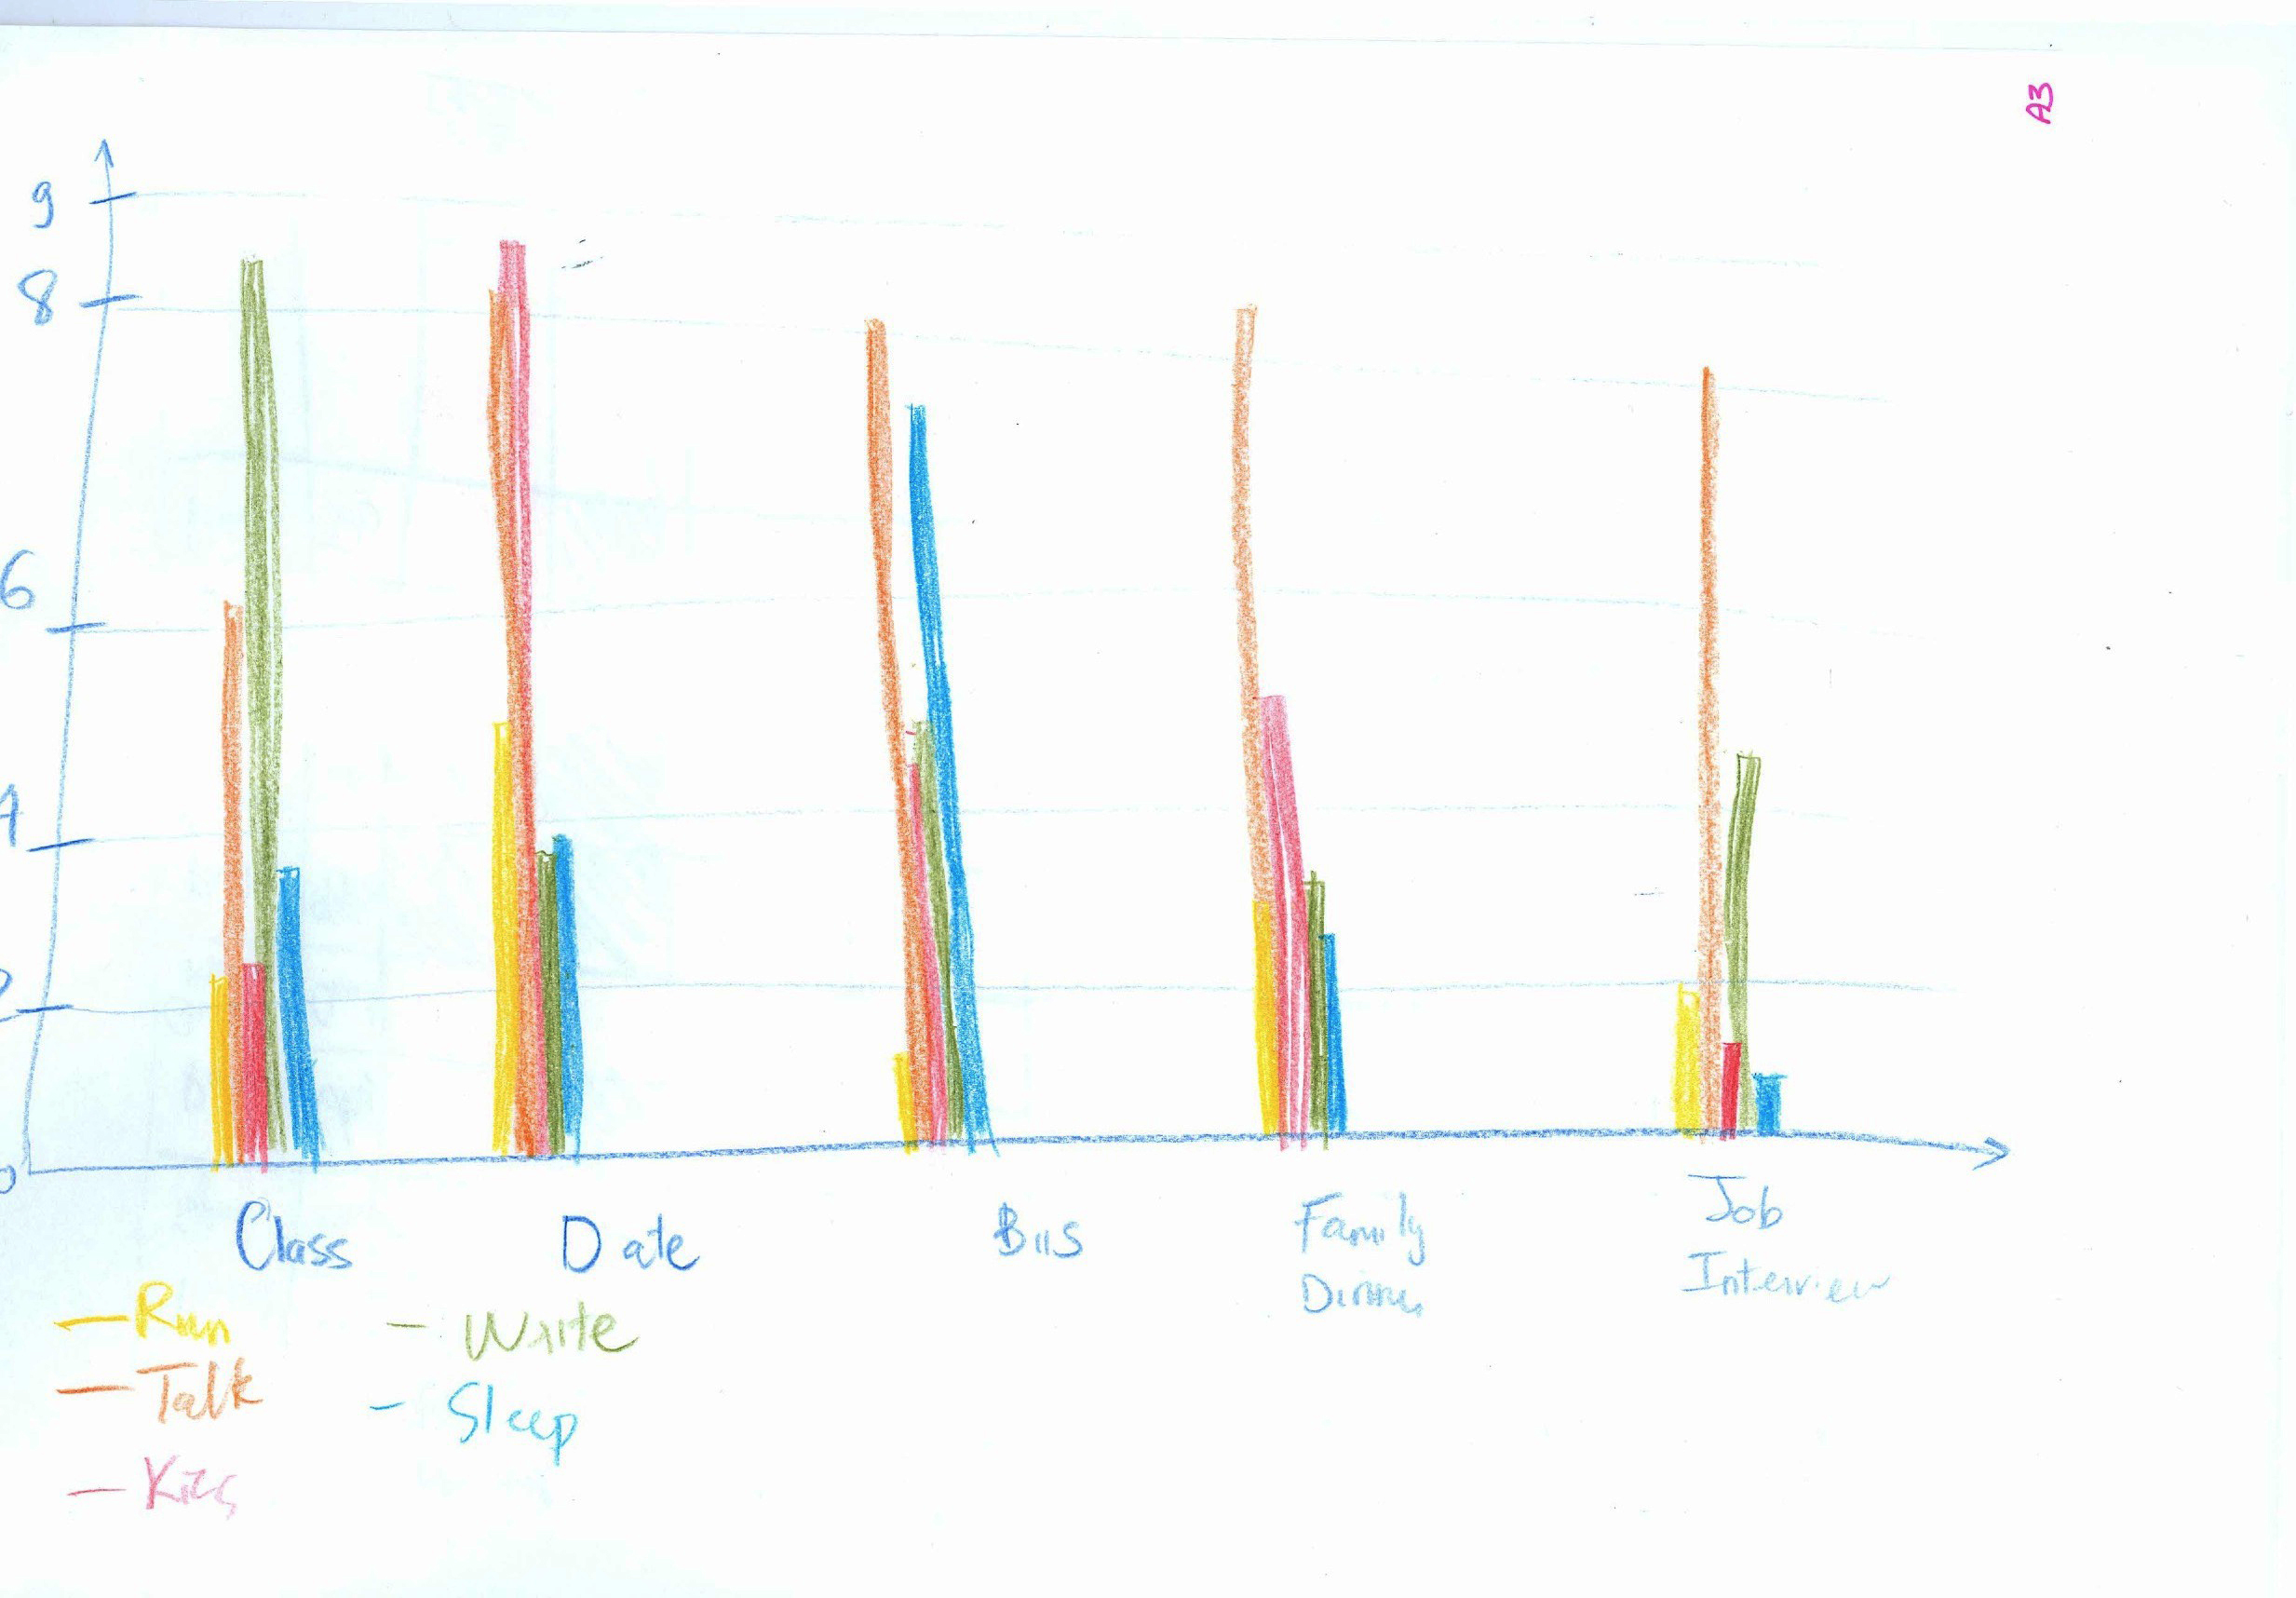 A3
9
8
6
4
2
0
Class
Date
BUS
Family
Dinner
Job
Interview
Run
Talk
Kiss
Write
Sleep